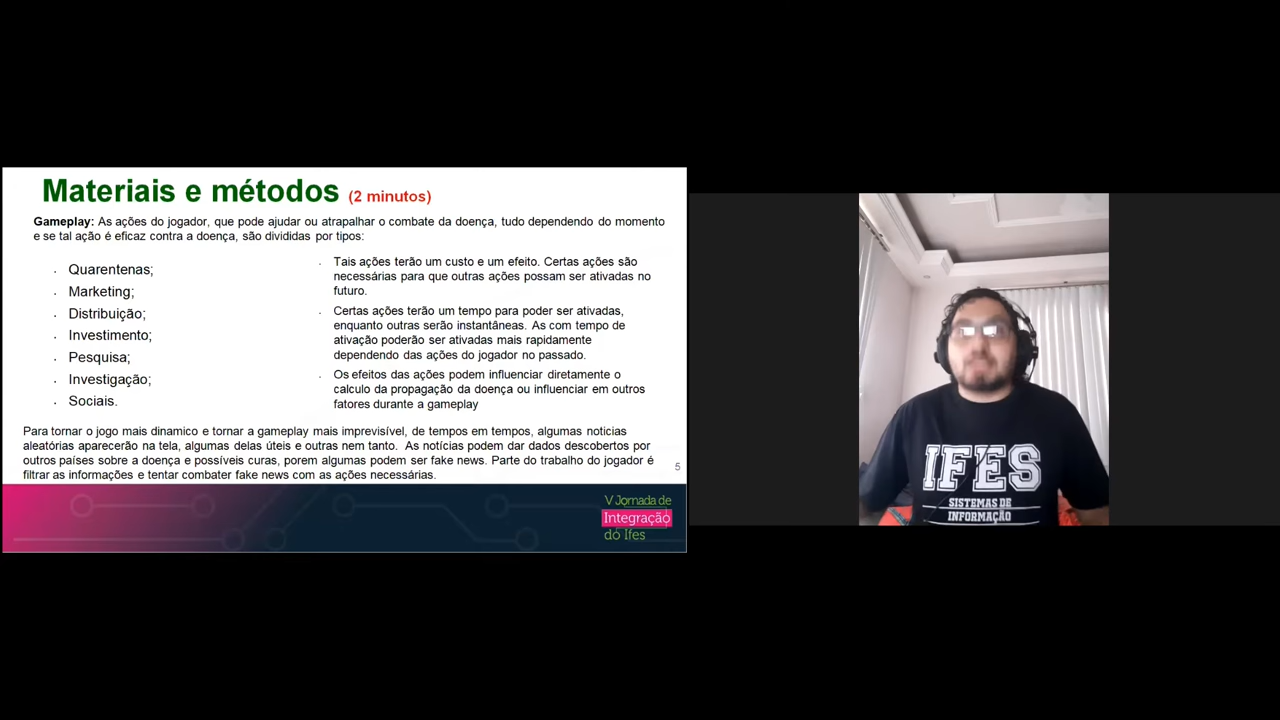 Materiais e métodos (2 minutos)
Gameplay: As ações do jogador, que pode ajudar ou atrapalhar o combate da doença, tudo dependendo do momento
e se tal ação é eficaz contra a doença, são divididas por tipos:
Quarentenas;
Marketing;
Distribuição;
Investimento;
Pesquisa;
Investigação;
Sociais.
Tais ações terão um custo e um efeito. Certas ações são
necessárias para que outras ações possam ser ativadas no
futuro.
Certas ações terão um tempo para poder ser ativadas,
enquanto outras serão instantâneas. As com tempo de
ativação poderão ser ativadas mais rapidamente
dependendo das ações do jogador no passado.
Os efeitos das ações podem influenciar diretamente o
calculo da propagação da doença ou influenciar em outros
fatores durante a gameplay
Para tornar o jogo mais dinamico e tornar a gameplay mais imprevisível, de tempos em tempos, algumas noticias
aleatórias aparecerão na tela, algumas delas úteis e outras nem tanto. As notícias podem dar dados descobertos por
outros países sobre a doença e possíveis curas, porem algumas podem ser fake news. Parte do trabalho do jogador é
filtrar as informações e tentar combater fake news com as ações necessárias.
5
V Jornada de
Integração
do Ifes
IFES
SISTEMAS DE
INFORMAÇÃO